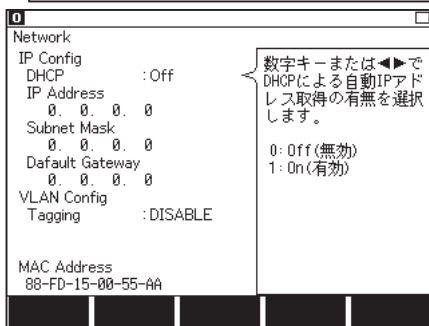 0
Network
IP Config
DHCP :Off
IP Address
0. 0. 0. 0
Subnet Mask
0. 0. 0. 0
Dafault Gateway
0. 0. 0. 0
VLAN Config
Tagging :DISABLE
MAC Address
88-FD-15-00-55-AA
数字キーまたは◀▶で
DHCPによる自動IPアド
レス取得の有無を選択
します。
0:Off(無効)
1:On(有効)